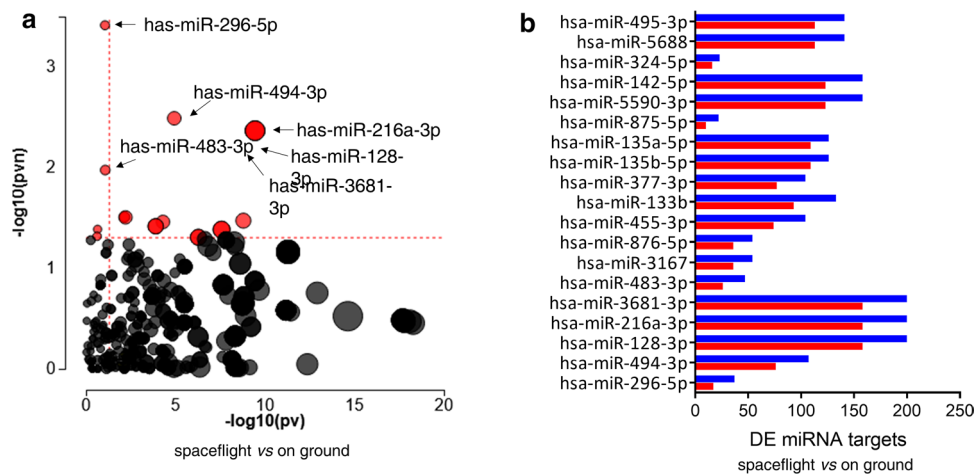 a
has-miR-296-5p
has-miR-494-3p
has-miR-216a-3p
has-miR-483-3p
has-miR-128-
3p
has-miR-3681-
3p
-log10(pvn)
3
2
1
0
0
5
10
15
20
-log10(pv)
spaceflight vs on ground
b
hsa-miR-495-3p
hsa-miR-5688
hsa-miR-324-5p
hsa-miR-142-5p
hsa-miR-5590-3p
hsa-miR-875-5p
hsa-miR-135a-5p
hsa-miR-135b-5p
hsa-miR-377-3p
hsa-miR-133b
hsa-miR-455-3p
hsa-miR-876-5p
hsa-miR-3167
hsa-miR-483-3p
hsa-miR-3681-3p
hsa-miR-216a-3p
hsa-miR-128-3p
hsa-miR-494-3p
hsa-miR-296-5p
0
50
100
150
200
250
DE miRNA targets
spaceflight vs on ground